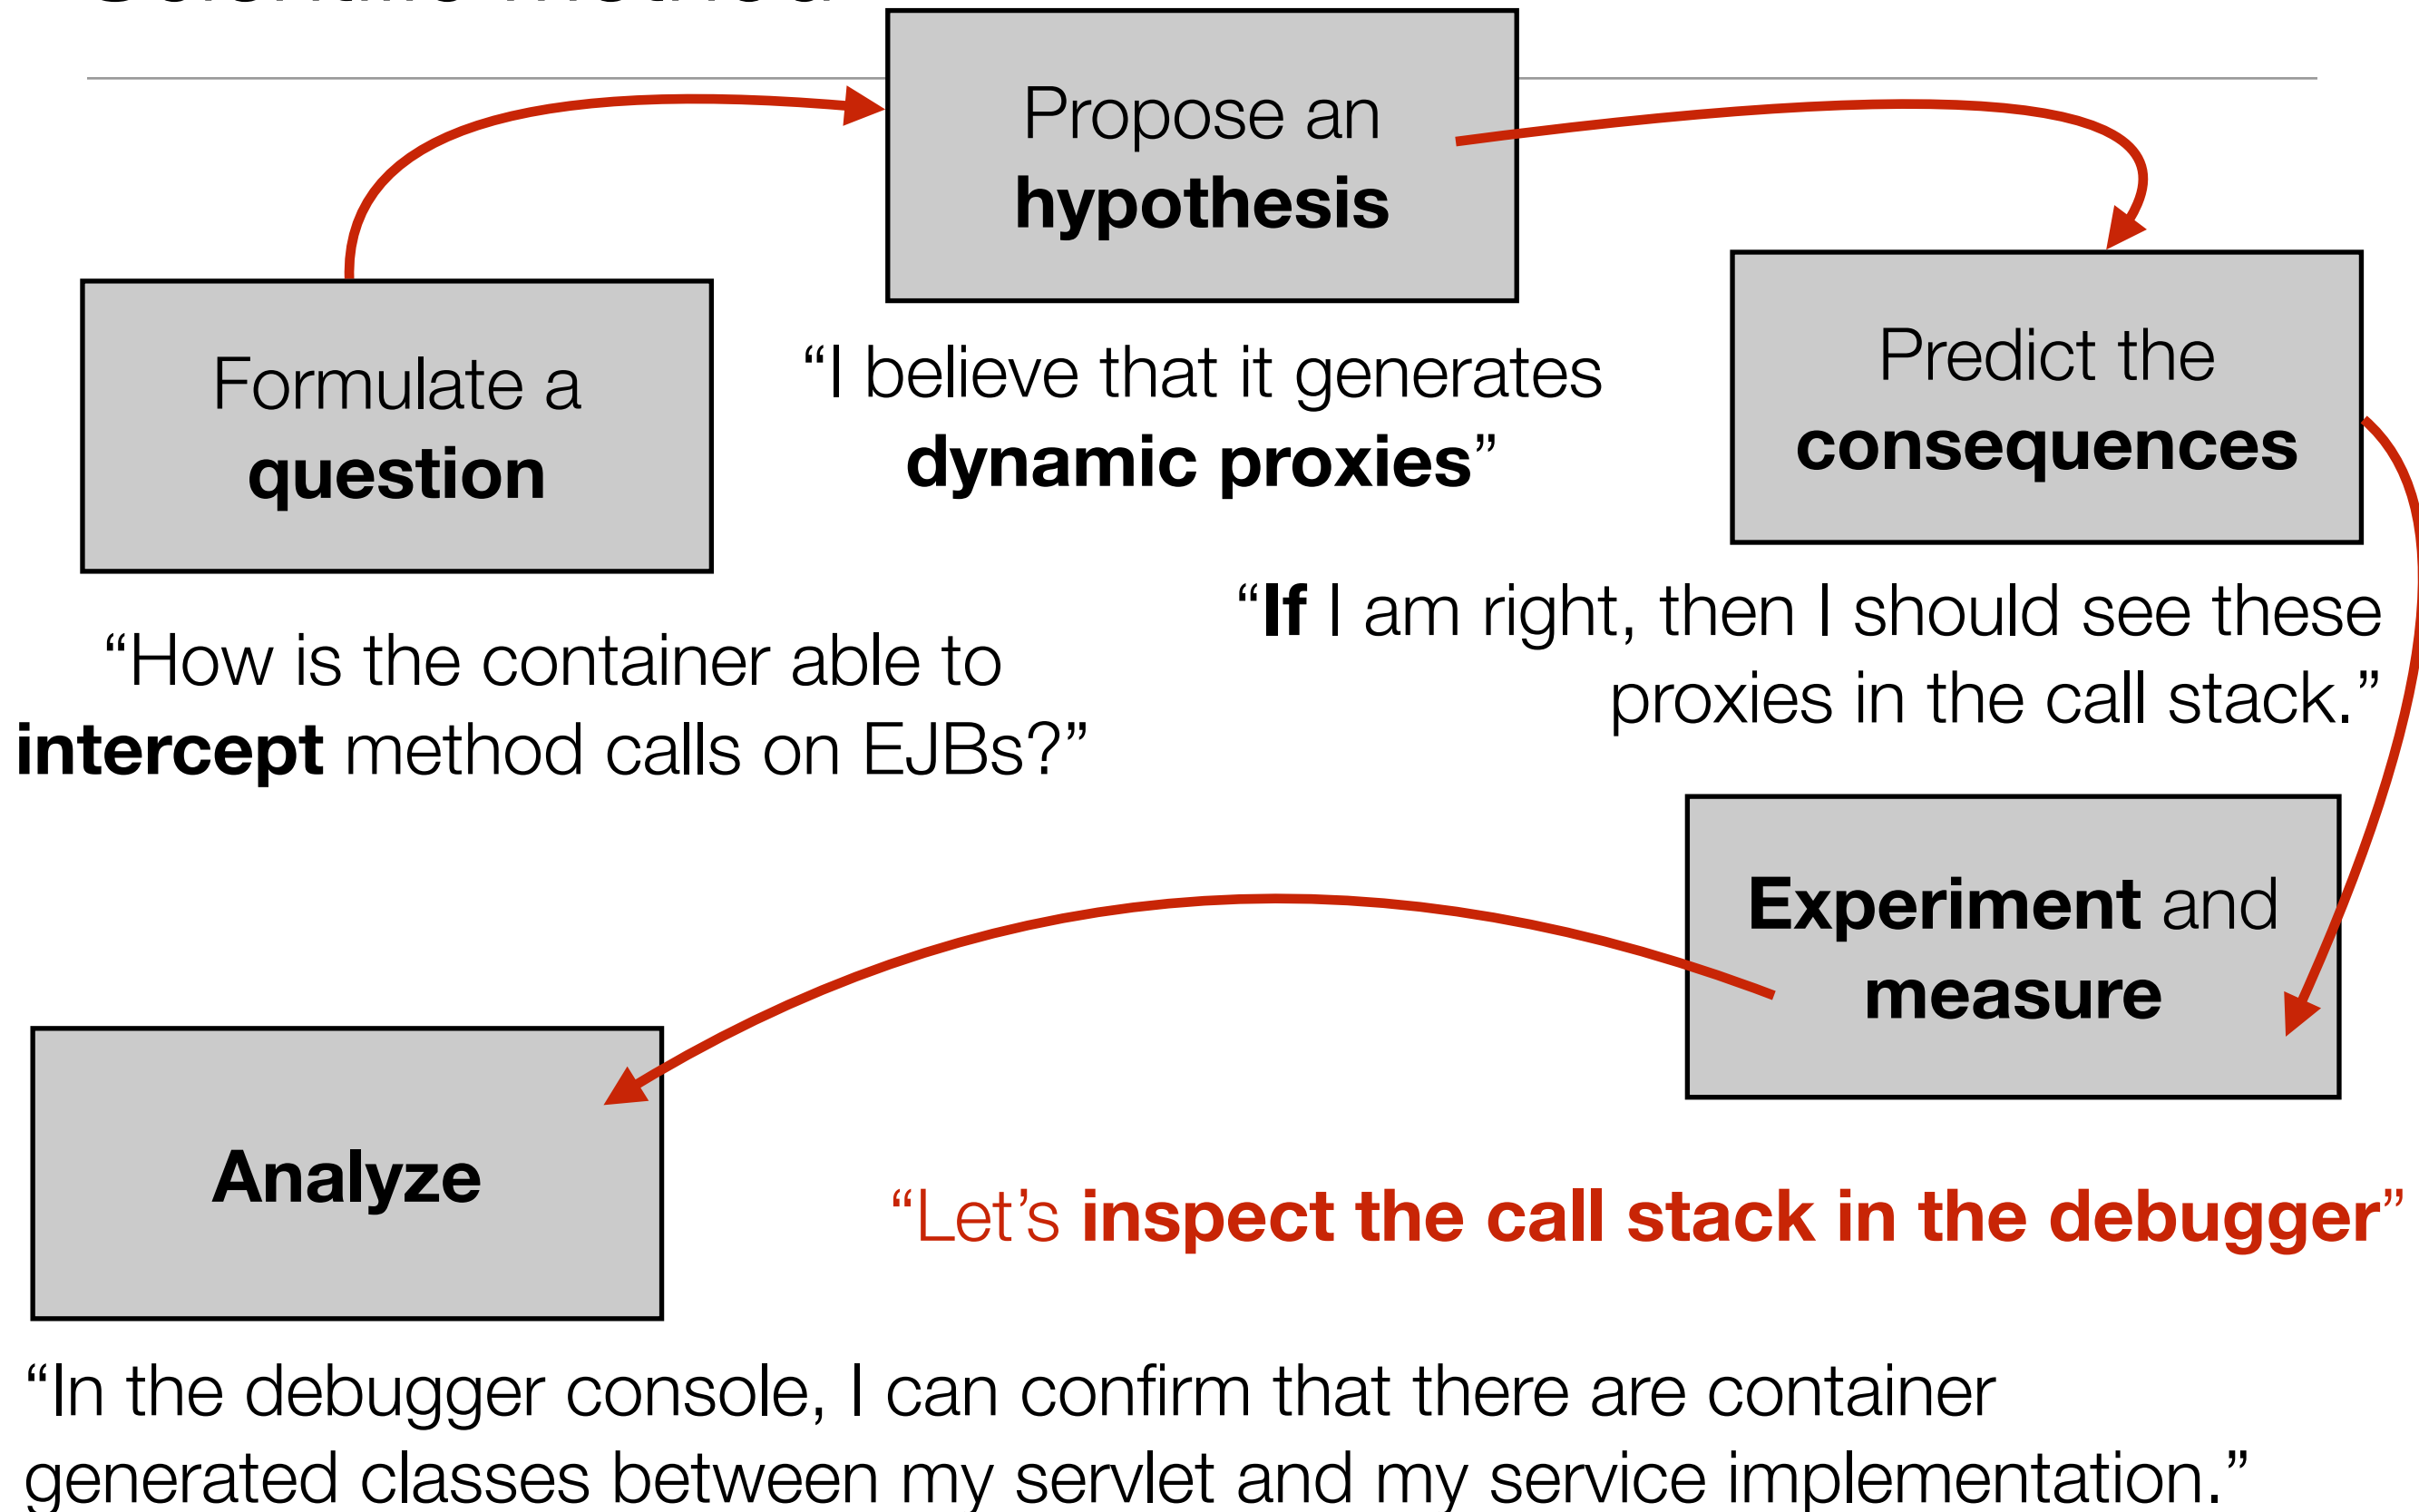 Propose an
hypothesis
Formulate a
question
“I believe that it generates
dynamic proxies”
Predict the
consequences
“How is the container able to
intercept method calls on EJBs?”
“If I am right, then I should see these
proxies in the call stack.”
Experiment and
measure
Analyze
“Let’s inspect the call stack in the debugger”
“In the debugger console, I can confirm that there are container
generated classes between my servlet and my service implementation.”